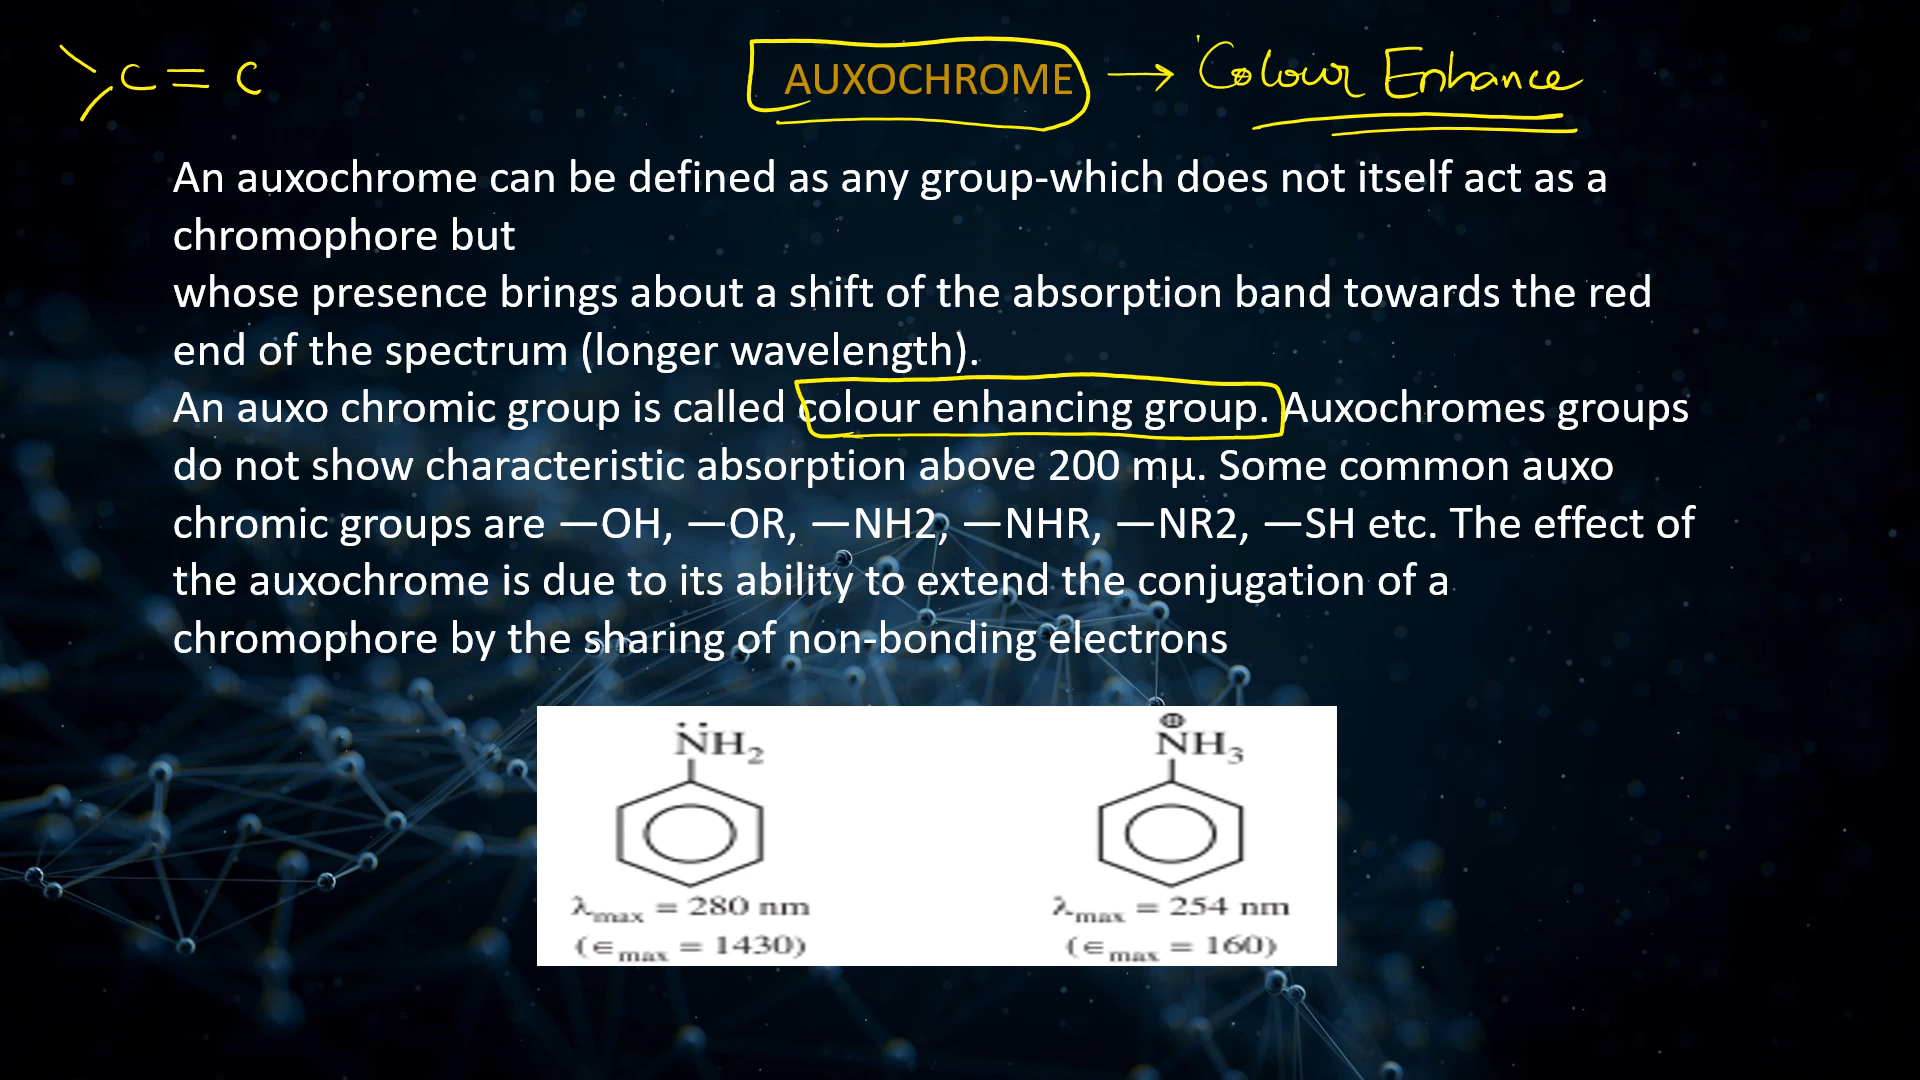 >C = C
AUXOCHROME → Colour Enhance
An auxochrome can be defined as any group-which does not itself act as a
chromophore but
whose presence brings about a shift of the absorption band towards the red
end of the spectrum (longer wavelength).
An auxo chromic group is called colour enhancing group. Auxochromes groups
do not show characteristic absorption above 200 mµ. Some common auxo
chromic groups are —OH, —OR, —NH2, —NHR, —NR2, —SH etc. The effect of
the auxochrome is due to its ability to extend the conjugation of a
chromophore by the sharing of non-bonding electrons
N̈H₂
λmax = 280 nm
(∈max = 1430)
⊕
NH₃
λmax = 254 nm
(∈max = 160)